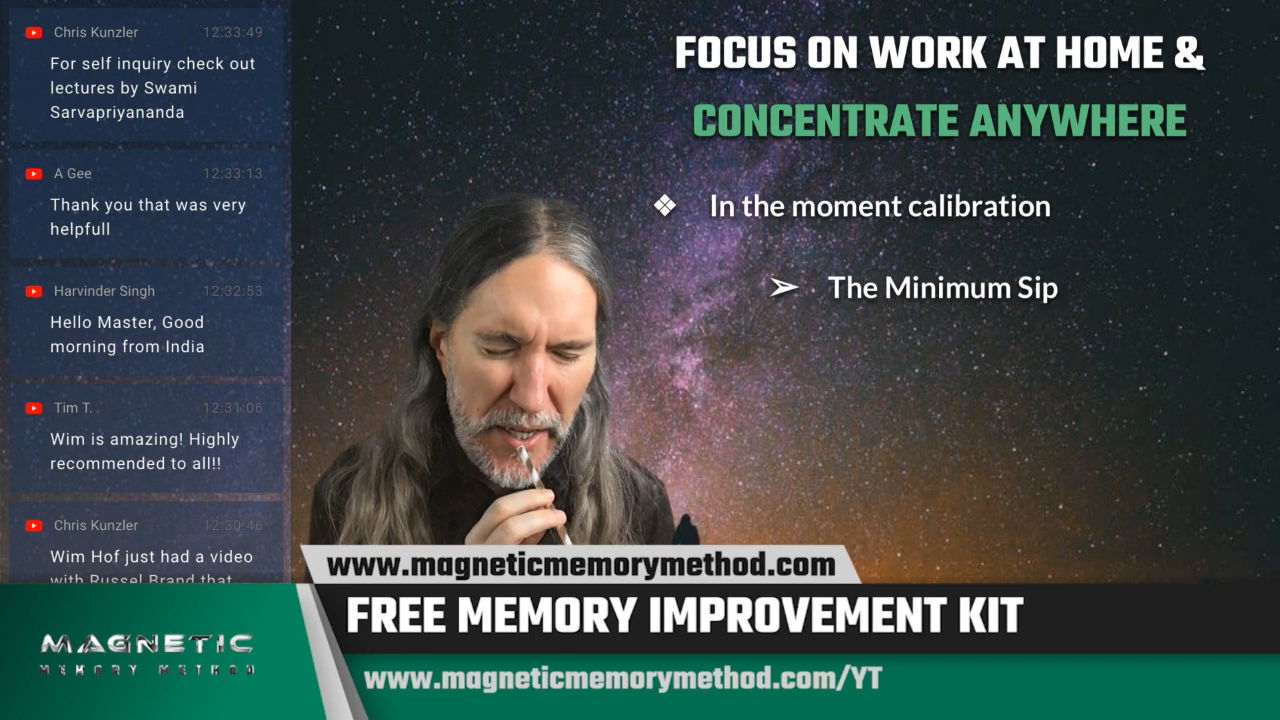 Chris Kunzler 12:33:49
For self inquiry check out
lectures by Swami
Sarvapriyananda
A Gee 12:33:13
Thank you that was very
helpfull
Harvinder Singh 12:32:53
Hello Master, Good
morning from India
Tim T. 12:31:06
Wim is amazing! Highly
recommended to all!!
Chris Kunzler 12:30:46
Wim Hof just had a video
with Russel Brand that
FOCUS ON WORK AT HOME &
CONCENTRATE ANYWHERE
❖ In the moment calibration
➢ The Minimum Sip
www.magneticmemorymethod.com
FREE MEMORY IMPROVEMENT KIT
www.magneticmemorymethod.com/YT
MAGNETIC
MEMORY METHOD